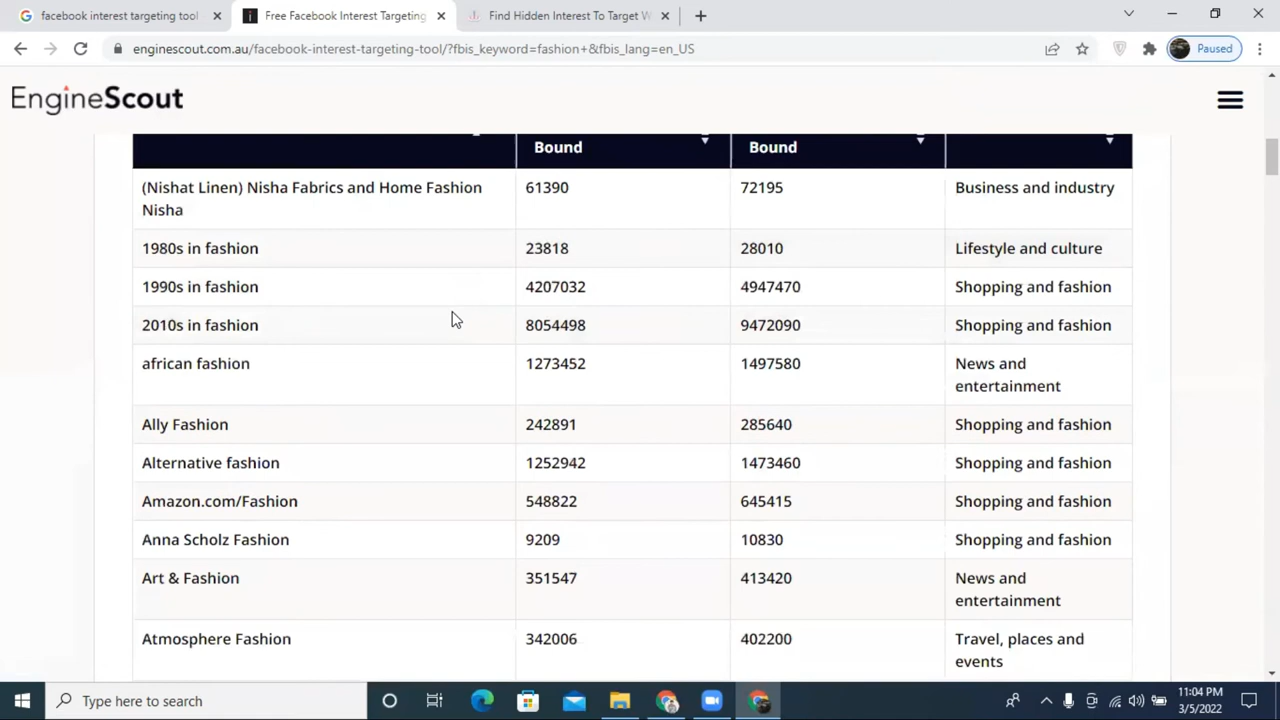 facebook interest targeting tool
Free Facebook Interest Targeting
Find Hidden Interest To Target W
enginescout.com.au/facebook-interest-targeting-tool/?fbis_keyword=fashion+&fbis_lang=en_US
Paused
EngineScout
Bound Bound
(Nishat Linen) Nisha Fabrics and Home Fashion 61390 72195 Business and industry
Nisha
1980s in fashion 23818 28010 Lifestyle and culture
1990s in fashion 4207032 4947470 Shopping and fashion
2010s in fashion 8054498 9472090 Shopping and fashion
african fashion 1273452 1497580 News and
entertainment
Ally Fashion 242891 285640 Shopping and fashion
Alternative fashion 1252942 1473460 Shopping and fashion
Amazon.com/Fashion 548822 645415 Shopping and fashion
Anna Scholz Fashion 9209 10830 Shopping and fashion
Art & Fashion 351547 413420 News and
entertainment
Atmosphere Fashion 342006 402200 Travel, places and
events
Type here to search
11:04 PM
3/5/2022